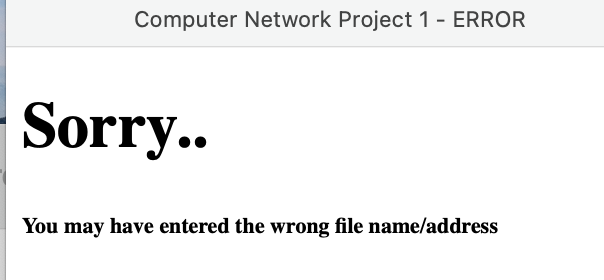 Computer Network Project 1 - ERROR
Sorry..
You may have entered the wrong file name/address